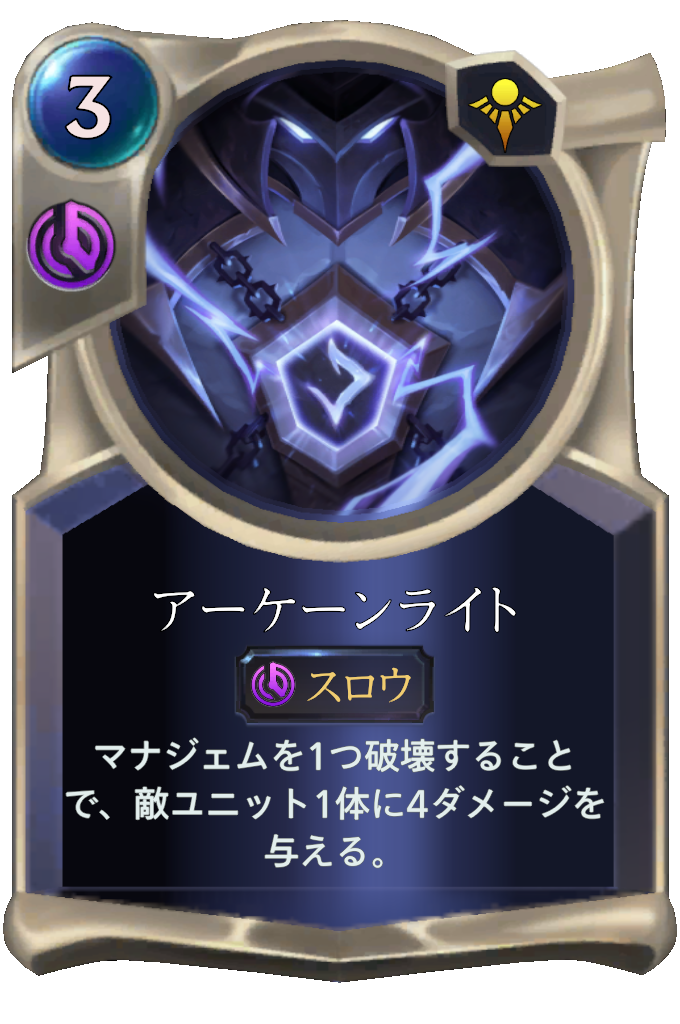 3
アーケーンライト
スロウ
マナジェムを1つ破壊すること
で、敵ユニット1体に4ダメージを
与える。